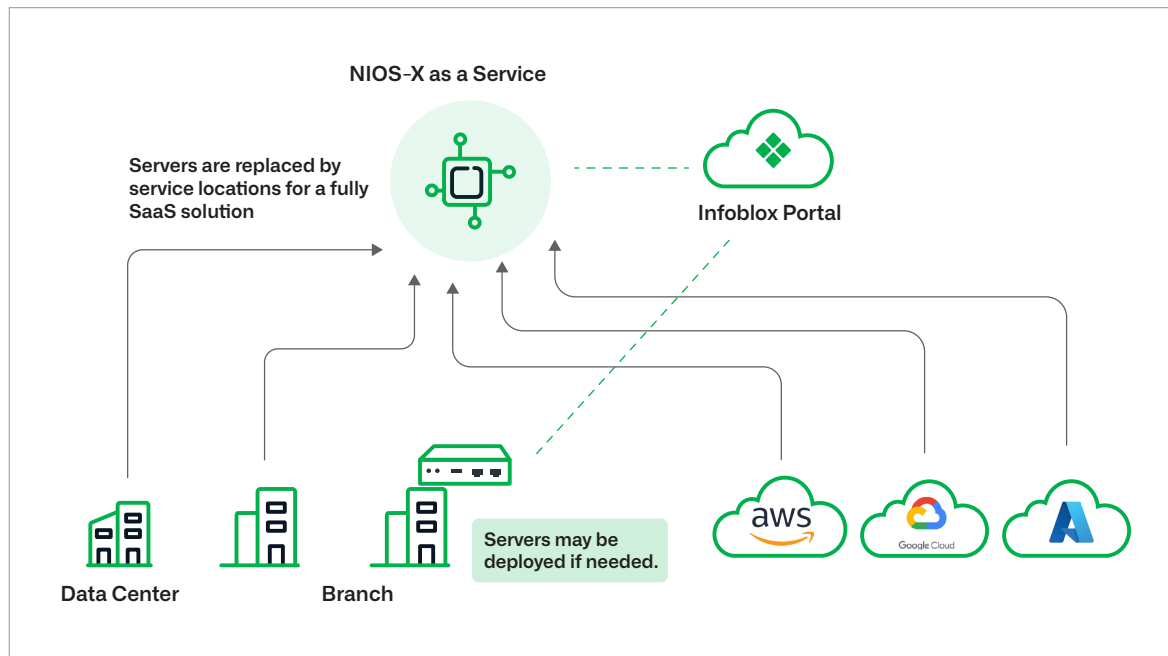 NIOS-X as a Service
Servers are replaced by
service locations for a fully
SaaS solution
Infoblox Portal
Servers may be
deployed if needed.
aws
Google Cloud
Data Center
Branch